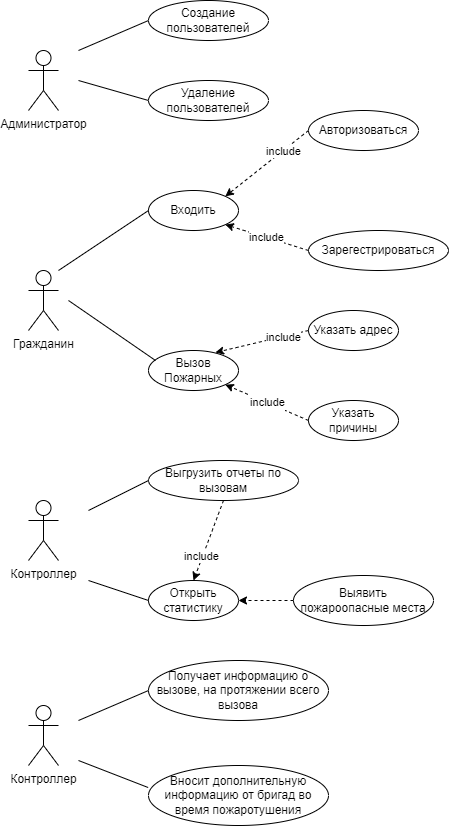 Создание
пользователей
Администратор
Удаление
пользователей
Авторизоваться
include
Входить
include
Зарегестрироваться
Гражданин
Указать адрес
include
Вызов
Пожарных
include
Указать
причины
Выгрузить отчеты по
вызовам
Контроллер
include
Открыть
статистику
Выявить
пожароопасные места
Получает информацию о
вызове, на протяжении всего
вызова
Контроллер
Вносит дополнительную
информацию от бригад во
время пожаротушения